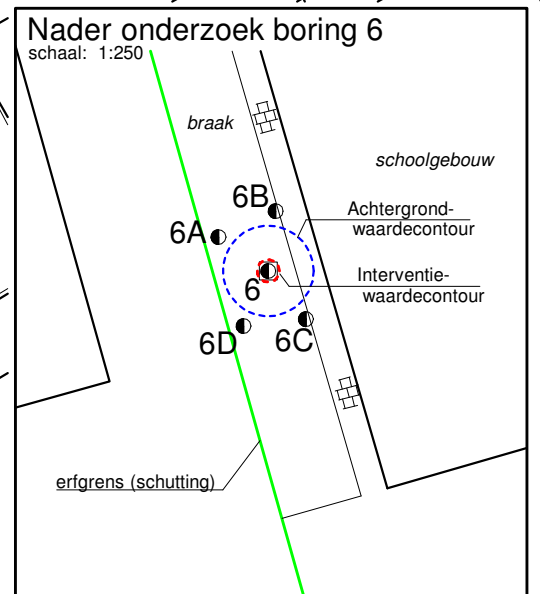 Nader onderzoek boring 6
schaal: 1:250
braak
schoolgebouw
6B
Achtergrond-
waardecontour
6A
Interventie-
waardecontour
6
6D
6C
erfgrens (schutting)